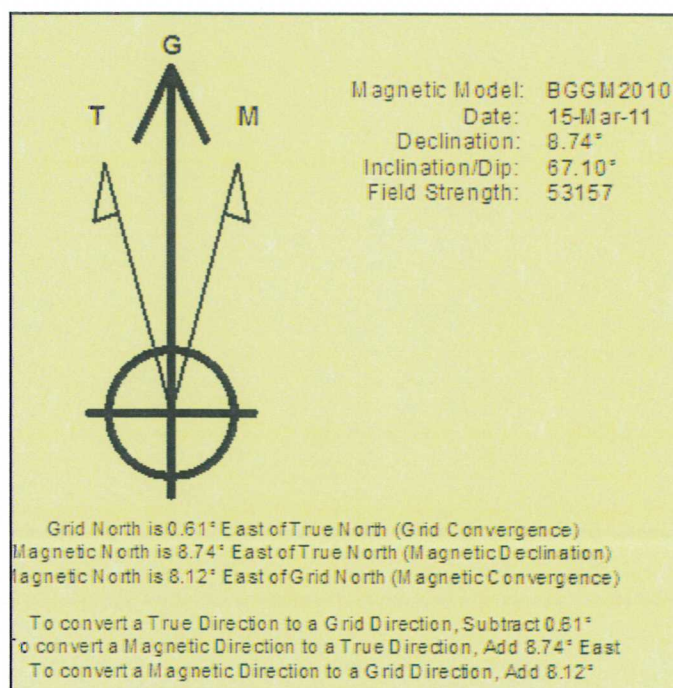 G
T M
Magnetic Model: BGGM2010
Date: 15-Mar-11
Declination: 8.74°
Inclination/Dip: 67.10°
Field Strength: 53157
Grid North is 0.61° East of True North (Grid Convergence)
Magnetic North is 8.74° East of True North (Magnetic Declination)
Magnetic North is 8.12° East of Grid North (Magnetic Convergence)
To convert a True Direction to a Grid Direction, Subtract 0.61°
To convert a Magnetic Direction to a True Direction, Add 8.74° East
To convert a Magnetic Direction to a Grid Direction, Add 8.12°